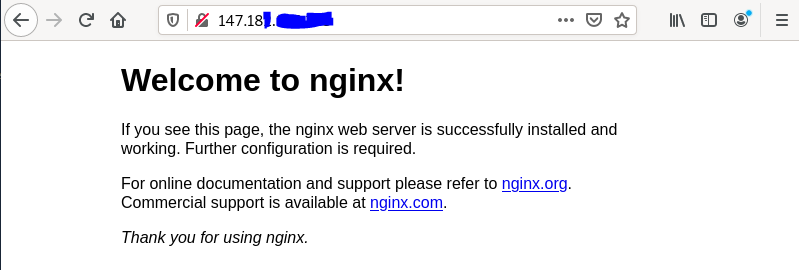 147.18
Welcome to nginx!
If you see this page, the nginx web server is successfully installed and
working. Further configuration is required.
For online documentation and support please refer to nginx.org.
Commercial support is available at nginx.com.
Thank you for using nginx.